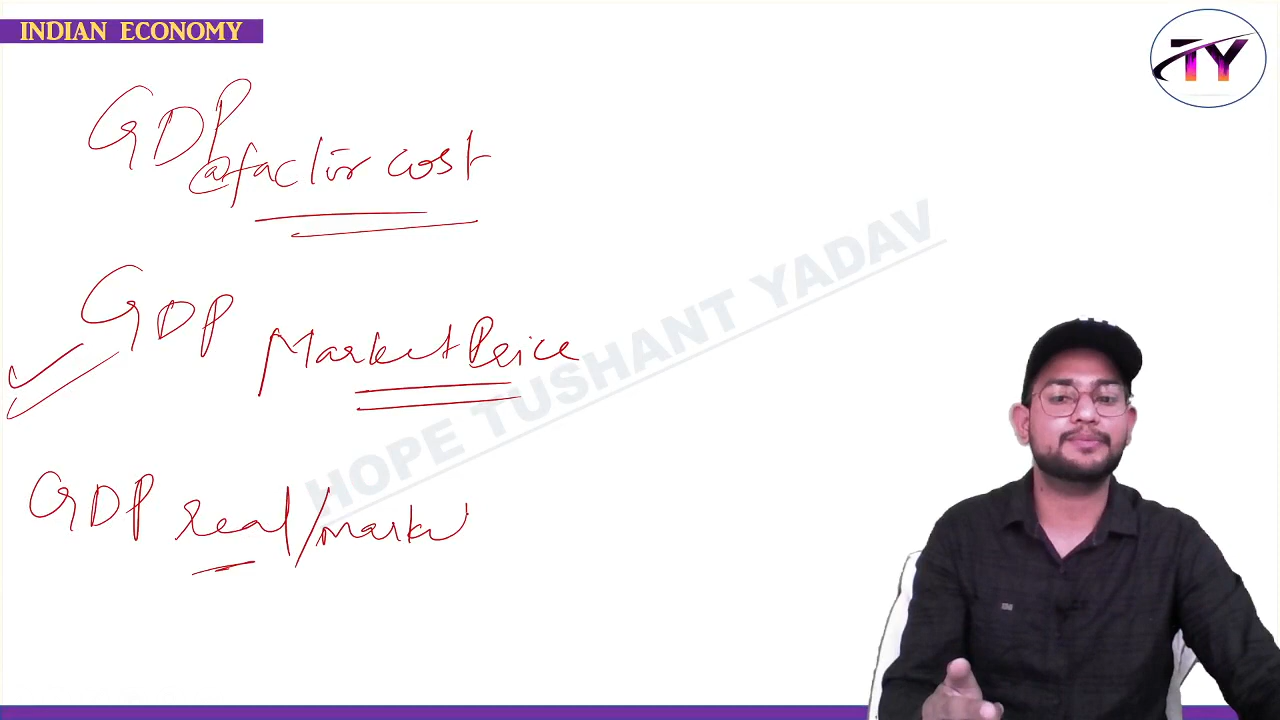 INDIAN ECONOMY
TY
GDP @factor cost
GDP Market Price
HOPE TUSHANT YADAV
GDP real/marke